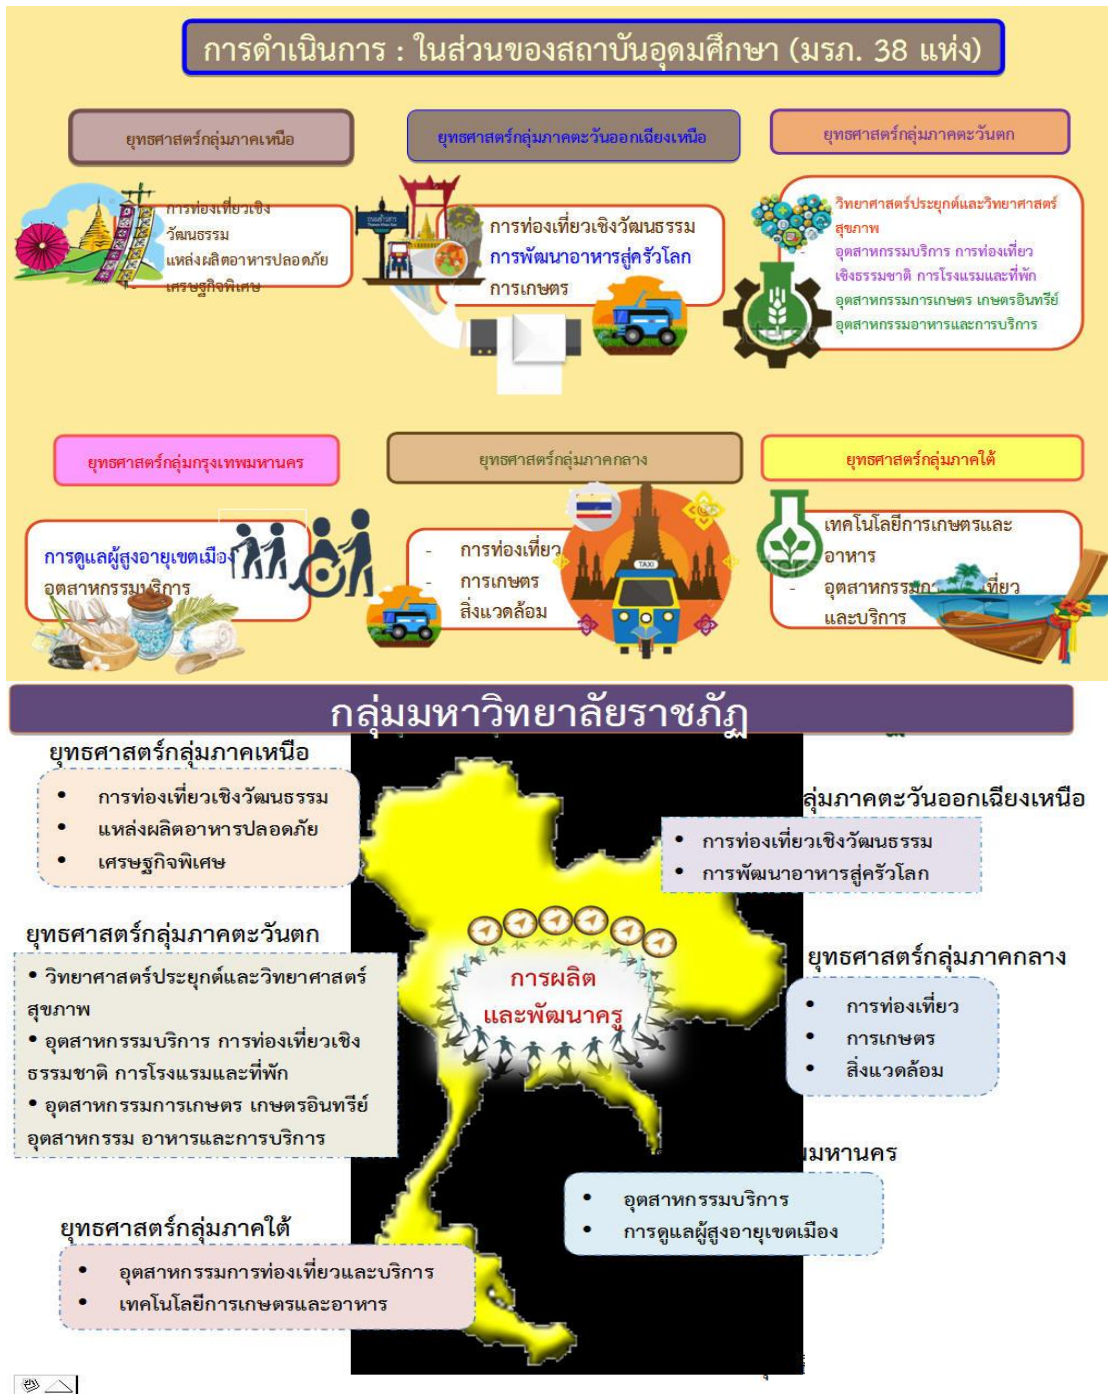 การดำเนินการ : ในส่วนของสถาบันอุดมศึกษา (มรภ. 38 แห่ง)
ยุทธศาสตร์กลุ่มภาคเหนือ
การท่องเที่ยวเชิง
วัฒนธรรม
แหล่งผลิตอาหารปลอดภัย
- เศรษฐกิจพิเศษ
ยุทธศาสตร์กลุ่มภาคตะวันออกเฉียงเหนือ
การท่องเที่ยวเชิงวัฒนธรรม
การพัฒนาอาหารสู่ครัวโลก
การเกษตร
ยุทธศาสตร์กลุ่มภาคตะวันตก
วิทยาศาสตร์ประยุกต์และวิทยาศาสตร์
สุขภาพ
- อุตสาหกรรมบริการ การท่องเที่ยว
เชิงธรรมชาติ การโรงแรมและที่พัก
อุตสาหกรรมการเกษตร เกษตรอินทรีย์
อุตสาหกรรมอาหารและการบริการ
ยุทธศาสตร์กลุ่มกรุงเทพมหานคร
การดูแลผู้สูงอายุเขตเมือง
อุตสาหกรรมบริการ
ยุทธศาสตร์กลุ่มภาคกลาง
- การท่องเที่ยว
- การเกษตร
สิ่งแวดล้อม
TAXI
ยุทธศาสตร์กลุ่มภาคใต้
เทคโนโลยีการเกษตรและ
อาหาร
- อุตสาหกรรมกา เที่ยว
และบริการ
กลุ่มมหาวิทยาลัยราชภัฏ
ยุทธศาสตร์กลุ่มภาคเหนือ
• การท่องเที่ยวเชิงวัฒนธรรม
• แหล่งผลิตอาหารปลอดภัย
• เศรษฐกิจพิเศษ
ลุ่มภาคตะวันออกเฉียงเหนือ
• การท่องเที่ยวเชิงวัฒนธรรม
• การพัฒนาอาหารสู่ครัวโลก
ยุทธศาสตร์กลุ่มภาคตะวันตก
• วิทยาศาสตร์ประยุกต์และวิทยาศาสตร์
สุขภาพ
• อุตสาหกรรมบริการ การท่องเที่ยวเชิง
ธรรมชาติ การโรงแรมและที่พัก
• อุตสาหกรรมการเกษตร เกษตรอินทรีย์
อุตสาหกรรม อาหารและการบริการ
การผลิต
และพัฒนาครู
ยุทธศาสตร์กลุ่มภาคกลาง
• การท่องเที่ยว
• การเกษตร
• สิ่งแวดล้อม
มหานคร
• อุตสาหกรรมบริการ
• การดูแลผู้สูงอายุเขตเมือง
ยุทธศาสตร์กลุ่มภาคใต้
• อุตสาหกรรมการท่องเที่ยวและบริการ
• เทคโนโลยีการเกษตรและอาหาร